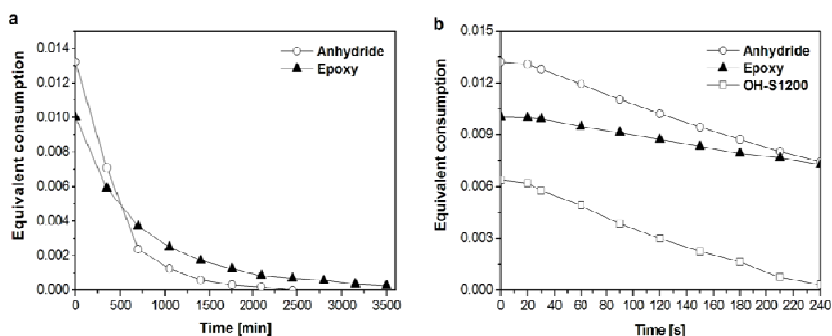 a
Equivalent consumption
0.014
0.012
0.010
0.008
0.006
0.004
0.002
0.000
Anhydride
Epoxy
0 500 1000 1500 2000 2500 3000 3500
Time [min]
b
Equivalent consumption
0.015
0.012
0.009
0.006
0.003
0.000
Anhydride
Epoxy
OH-S1200
0 20 40 60 80 100 120 140 160 180 200 220 240
Time [s]